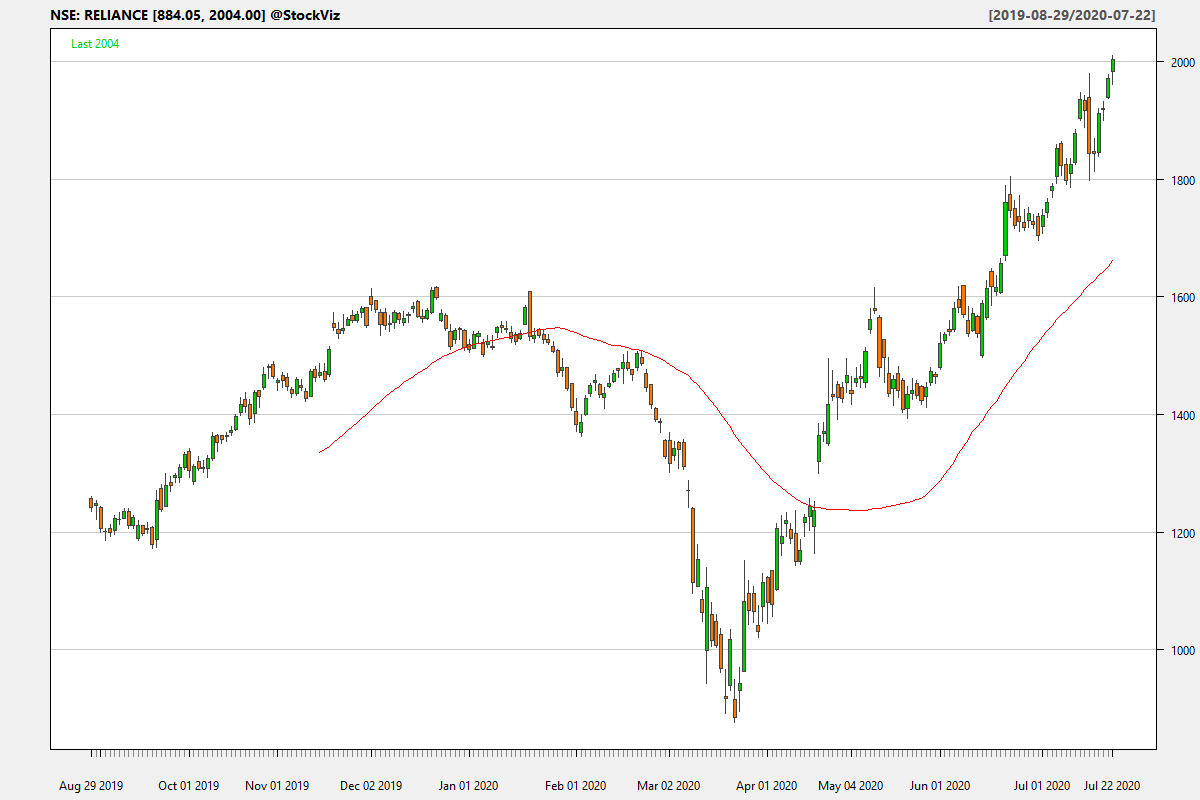 NSE: RELIANCE [884.05, 2004.00] @StockViz
[2019-08-29/2020-07-22]
Last 2004
2000
1800
1600
1400
1200
1000
Aug 29 2019 Oct 01 2019 Nov 01 2019 Dec 02 2019 Jan 01 2020 Feb 01 2020 Mar 02 2020 Apr 01 2020 May 04 2020 Jun 01 2020 Jul 01 2020 Jul 22 2020